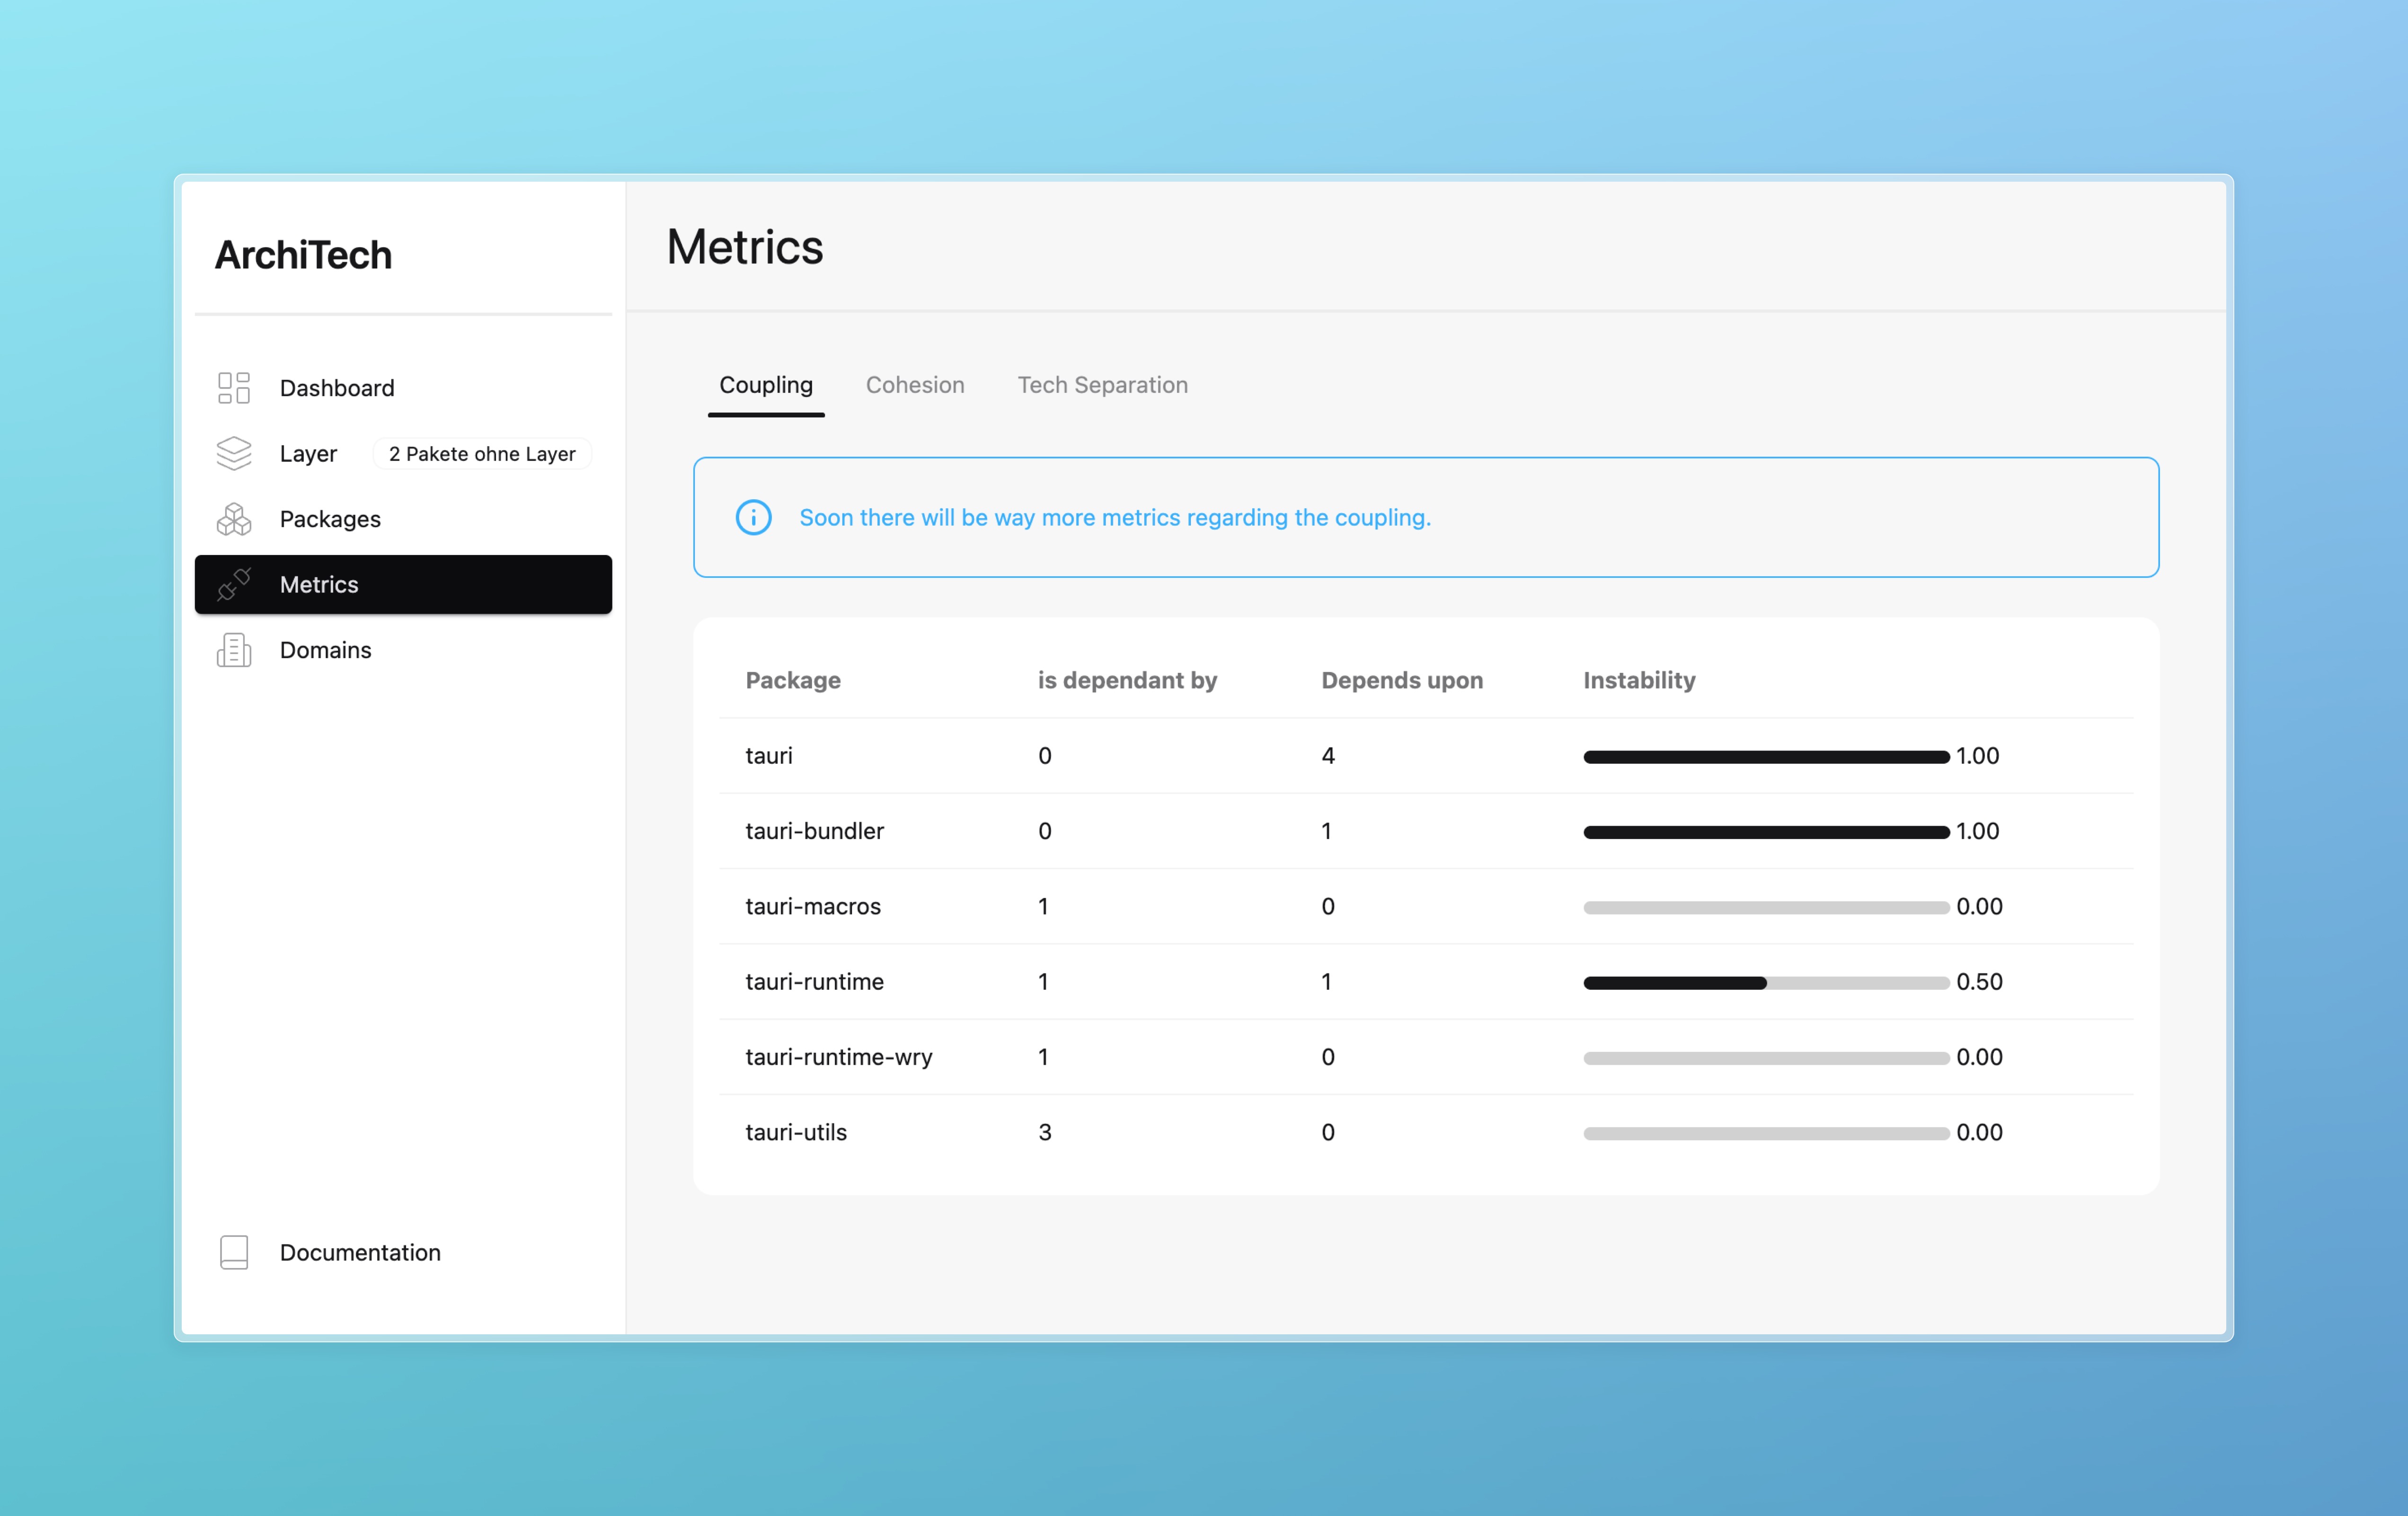 ArchiTech
Dashboard
Layer 2 Pakete ohne Layer
Packages
Metrics
Domains
Documentation
Metrics
Coupling Cohesion Tech Separation
Soon there will be way more metrics regarding the coupling.
Package is dependant by Depends upon Instability
tauri 0 4 1.00
tauri-bundler 0 1 1.00
tauri-macros 1 0 0.00
tauri-runtime 1 1 0.50
tauri-runtime-wry 1 0 0.00
tauri-utils 3 0 0.00